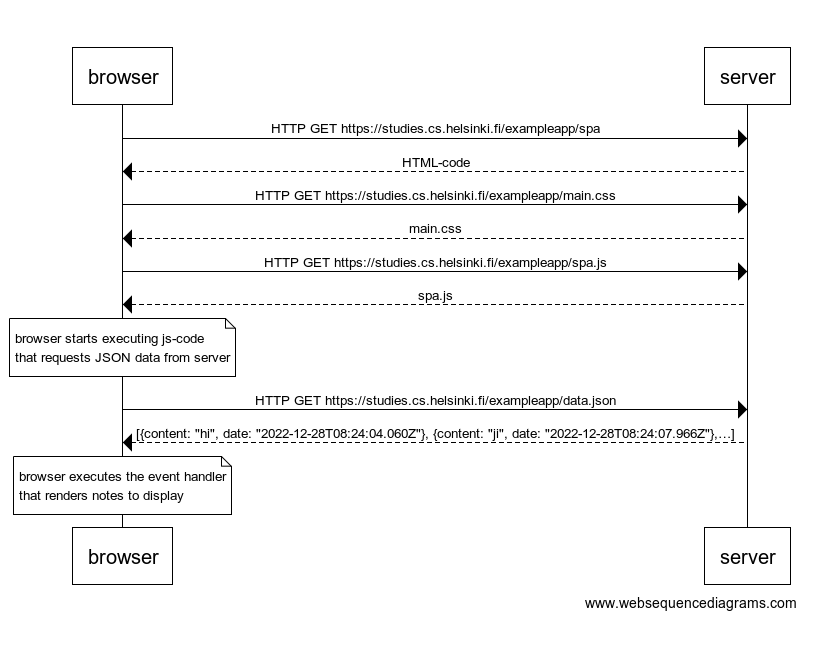 browser
server
HTTP GET https://studies.cs.helsinki.fi/exampleapp/spa
HTML-code
HTTP GET https://studies.cs.helsinki.fi/exampleapp/main.css
main.css
HTTP GET https://studies.cs.helsinki.fi/exampleapp/spa.js
spa.js
browser starts executing js-code
that requests JSON data from server
HTTP GET https://studies.cs.helsinki.fi/exampleapp/data.json
[{content: "hi", date: "2022-12-28T08:24:04.060Z"}, {content: "ji", date: "2022-12-28T08:24:07.966Z"},...]
browser executes the event handler
that renders notes to display
browser
server
www.websequencediagrams.com